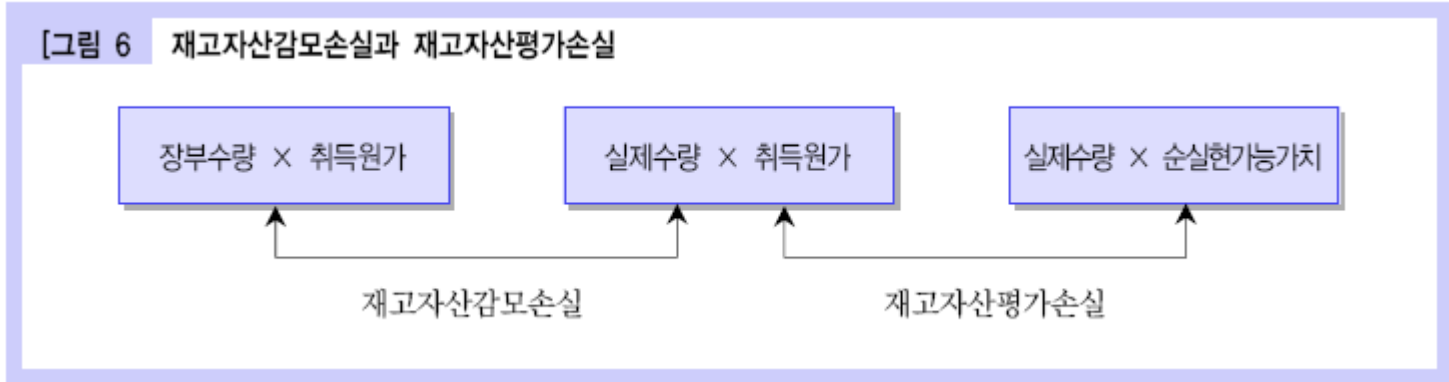 [그림 6 재고자산감모손실과 재고자산평가손실
장부수량 × 취득원가 실제수량 × 취득원가 실제수량 × 순실현가능가치
재고자산감모손실 재고자산평가손실